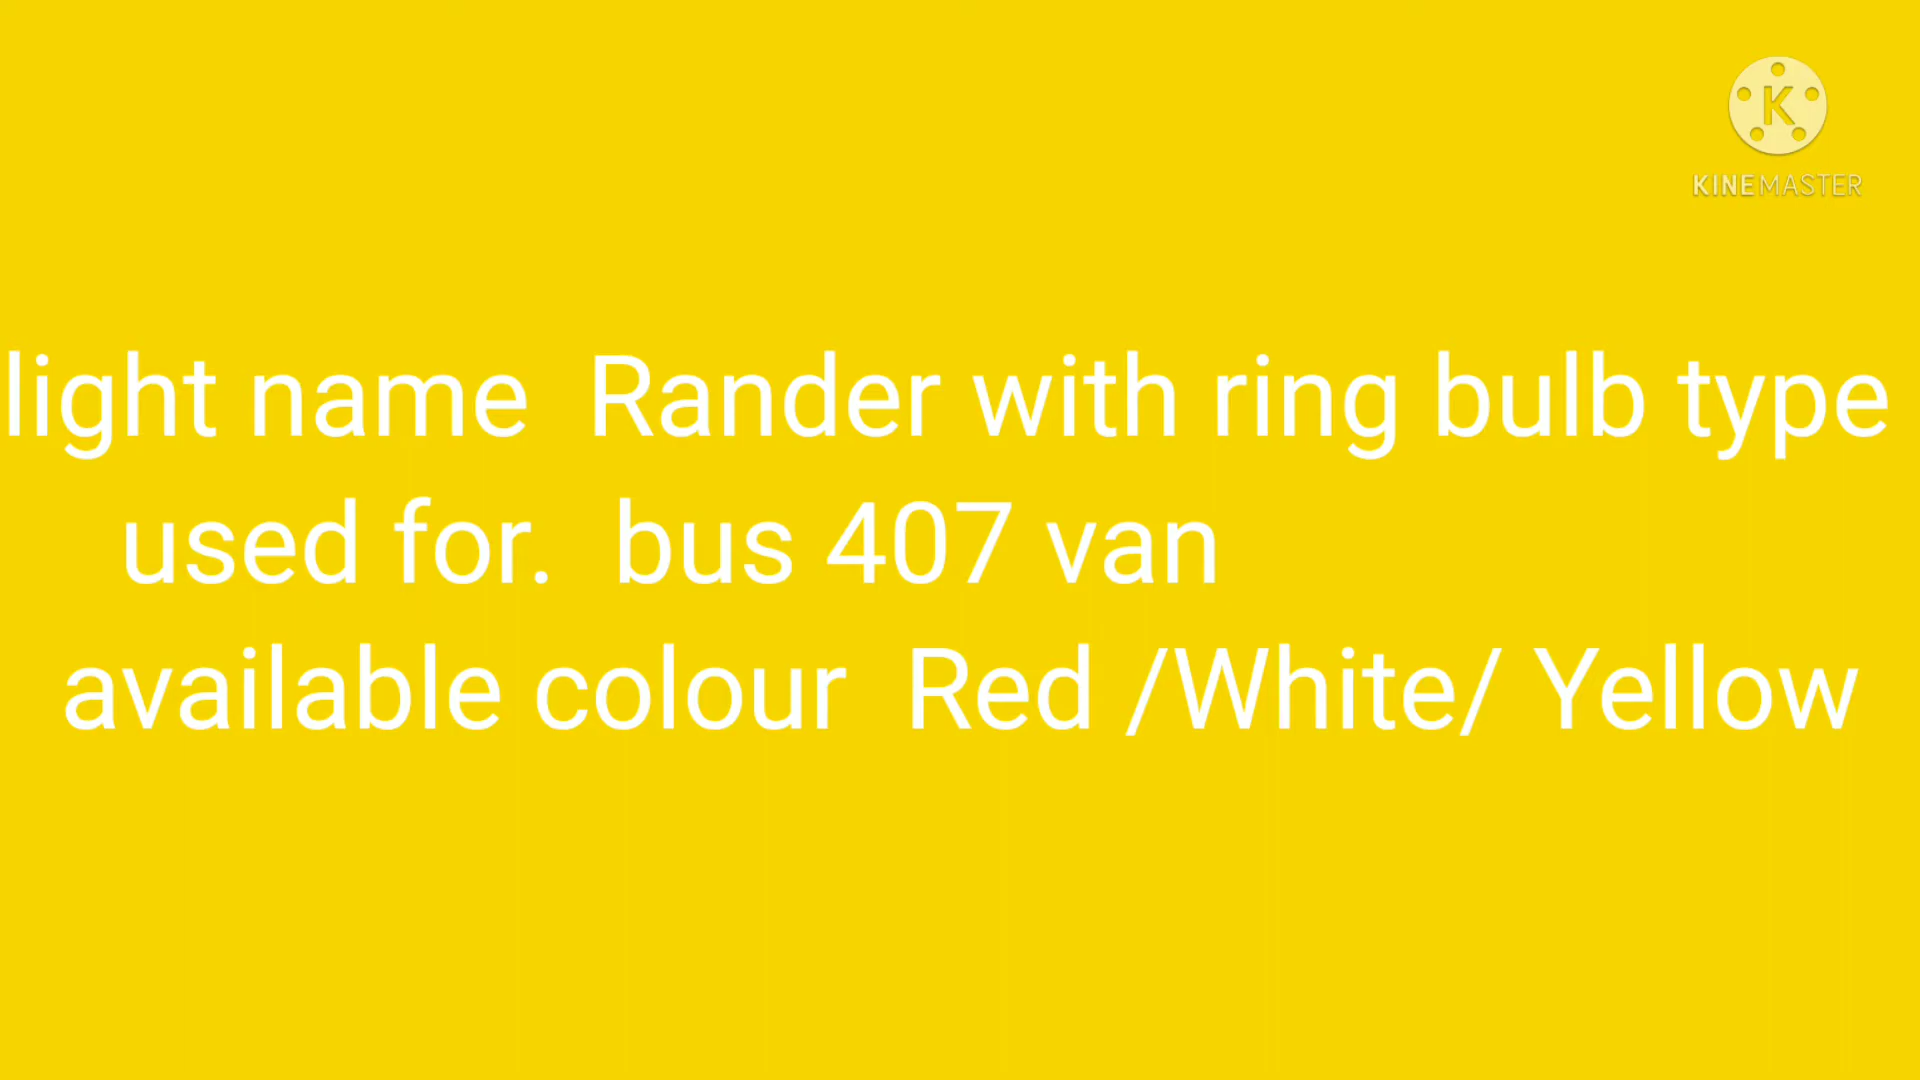 K
KINEMASTER
light name Rander with ring bulb type
used for. bus 407 van
available colour Red /White/ Yellow